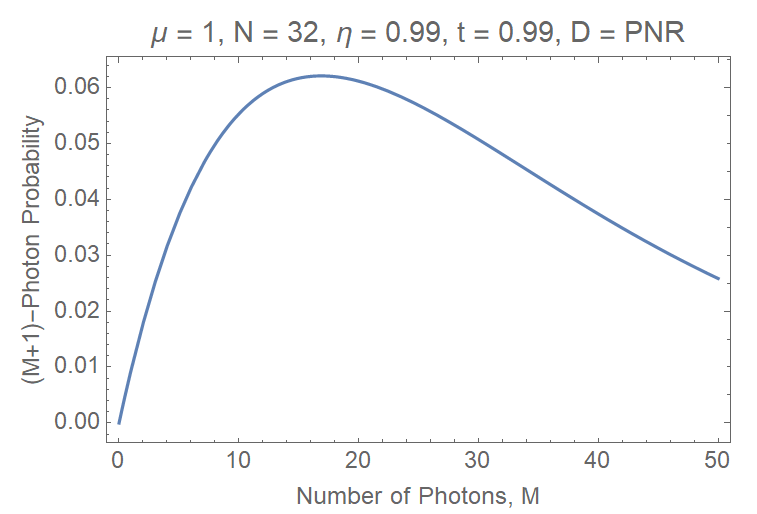 μ = 1, N = 32, η = 0.99, t = 0.99, D = PNR
(M+1)−Photon Probability
0.06
0.05
0.04
0.03
0.02
0.01
0.00
0 10 20 30 40 50
Number of Photons, M